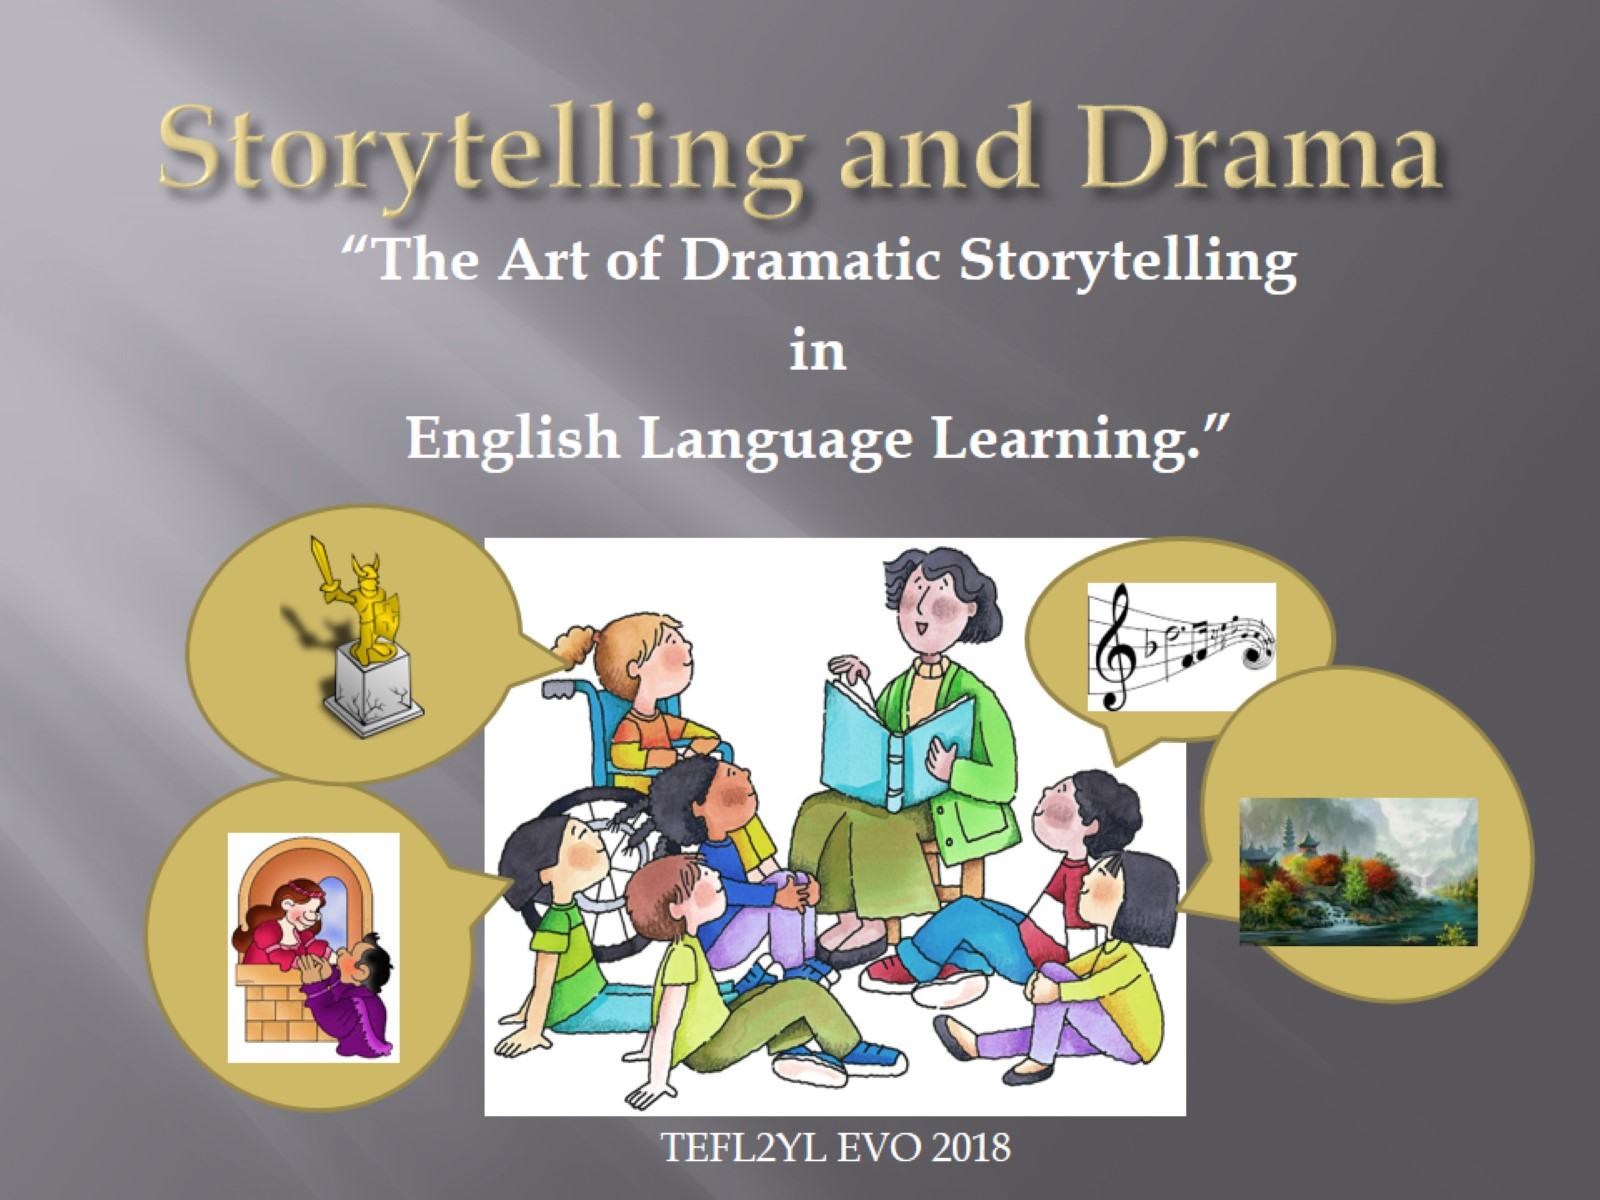 Storytelling and Drama
“The Art of Dramatic Storytelling
in
English Language Learning.”
TEFL2YL EVO 2018